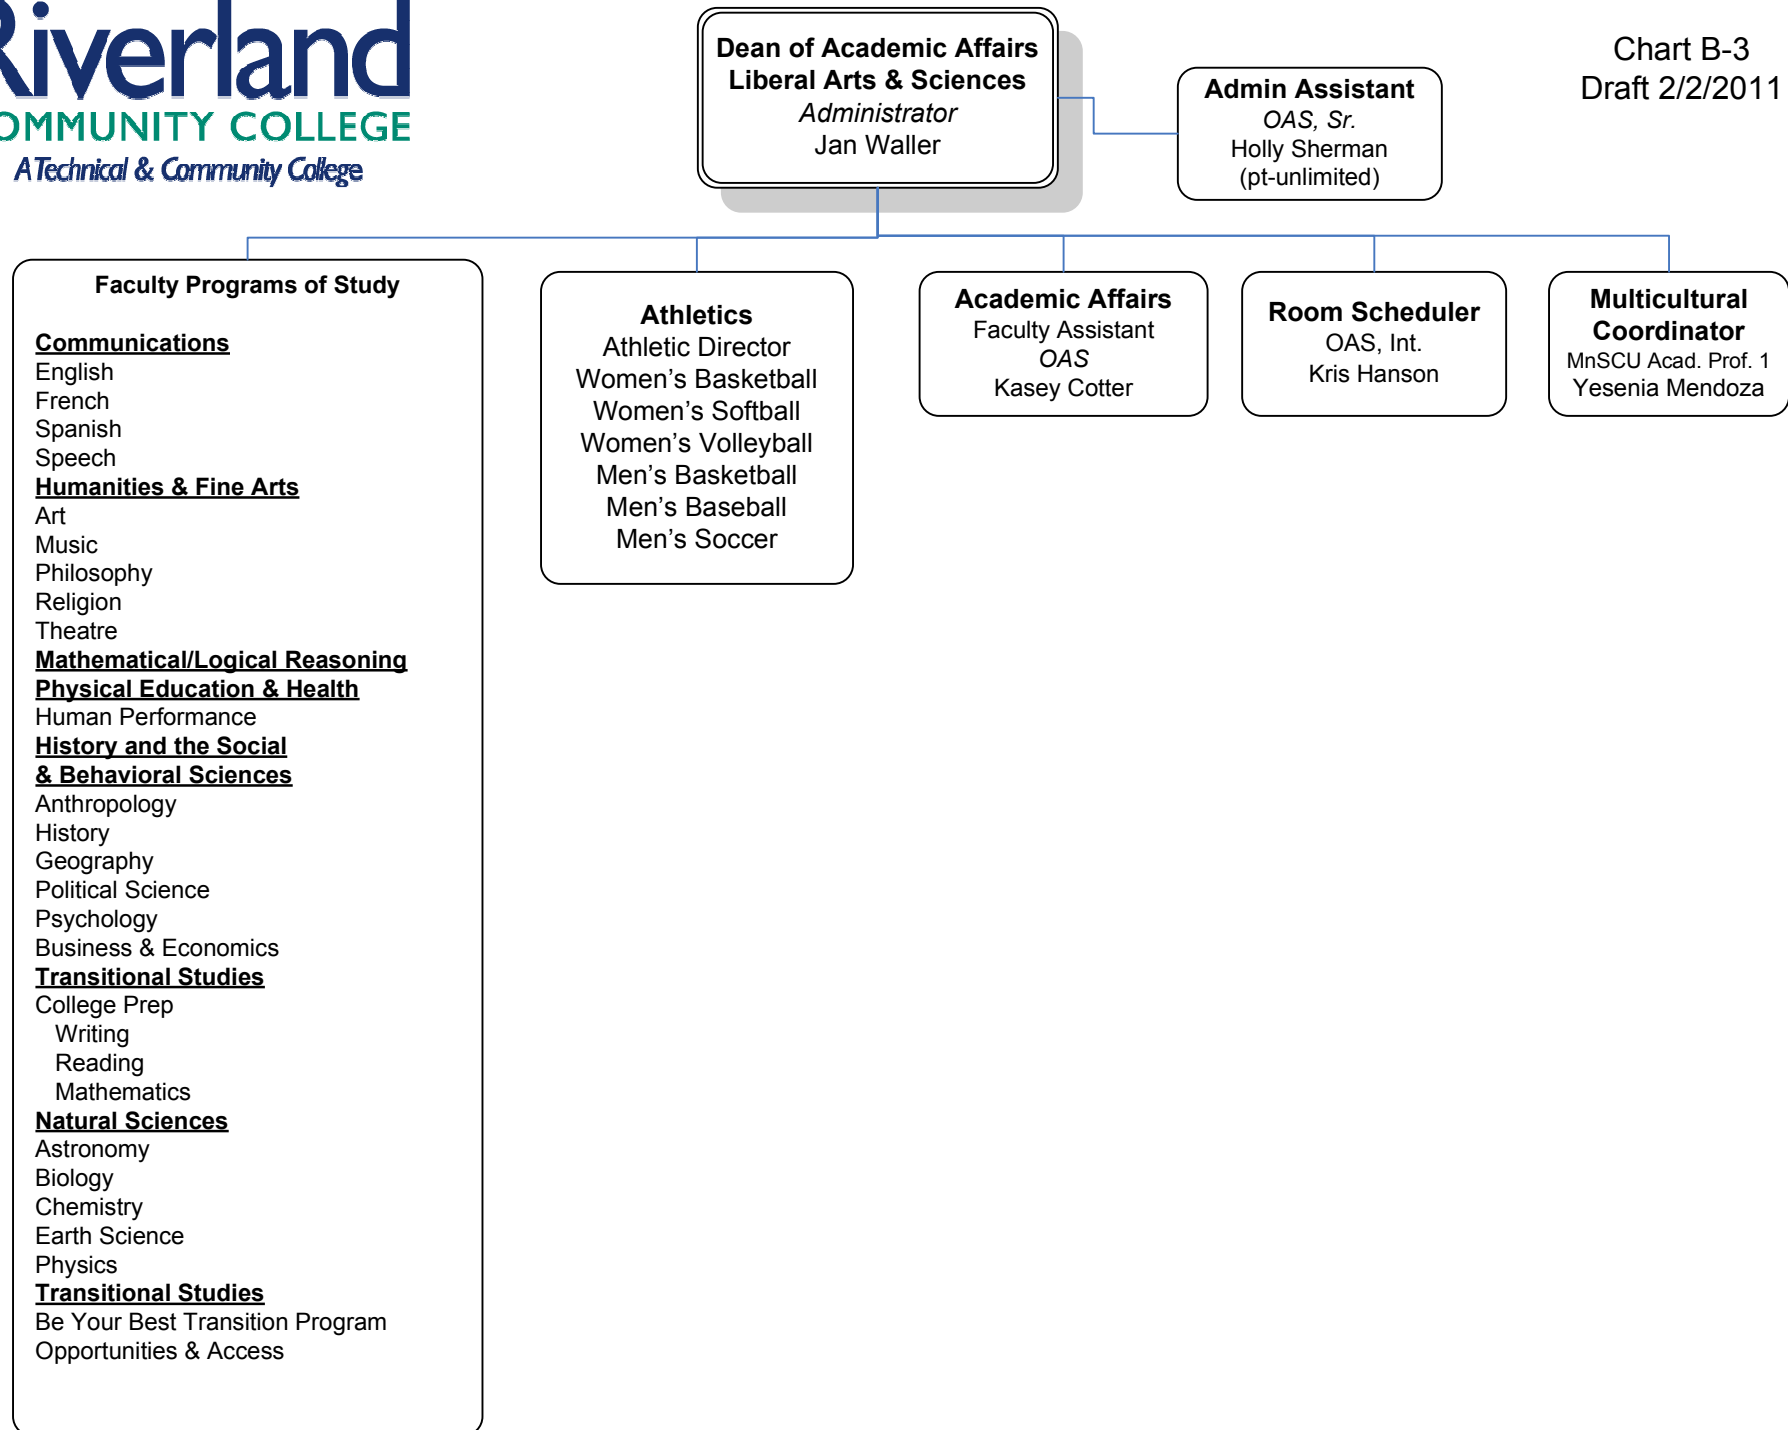 Riverland
COMMUNITY COLLEGE
A Technical & Community College
Dean of Academic Affairs
Liberal Arts & Sciences
Administrator
Jan Waller
Admin Assistant
OAS, Sr.
Holly Sherman
(pt-unlimited)
Chart B-3
Draft 2/2/2011
Faculty Programs of Study
Communications
English
French
Spanish
Speech
Humanities & Fine Arts
Art
Music
Philosophy
Religion
Theatre
Mathematical/Logical Reasoning
Physical Education & Health
Human Performance
History and the Social
& Behavioral Sciences
Anthropology
History
Geography
Political Science
Psychology
Business & Economics
Transitional Studies
College Prep
Writing
Reading
Mathematics
Natural Sciences
Astronomy
Biology
Chemistry
Earth Science
Physics
Transitional Studies
Be Your Best Transition Program
Opportunities & Access
Athletics
Athletic Director
Women’s Basketball
Women’s Softball
Women’s Volleyball
Men’s Basketball
Men’s Baseball
Men’s Soccer
Academic Affairs
Faculty Assistant
OAS
Kasey Cotter
Room Scheduler
OAS, Int.
Kris Hanson
Multicultural
Coordinator
MnSCU Acad. Prof. 1
Yesenia Mendoza